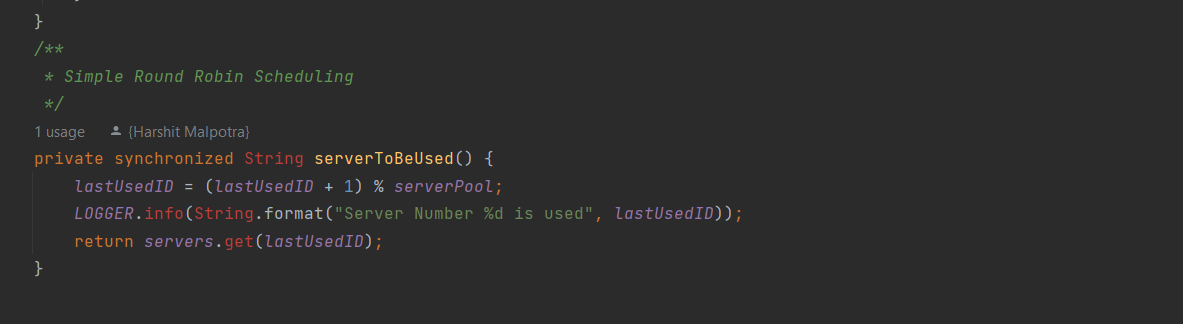 }
/**
 * Simple Round Robin Scheduling
 */
1 usage {Harshit Malpotra}
private synchronized String serverToBeUsed() {
    lastUsedID = (lastUsedID + 1) % serverPool;
    LOGGER.info(String.format("Server Number %d is used", lastUsedID));
    return servers.get(lastUsedID);
}